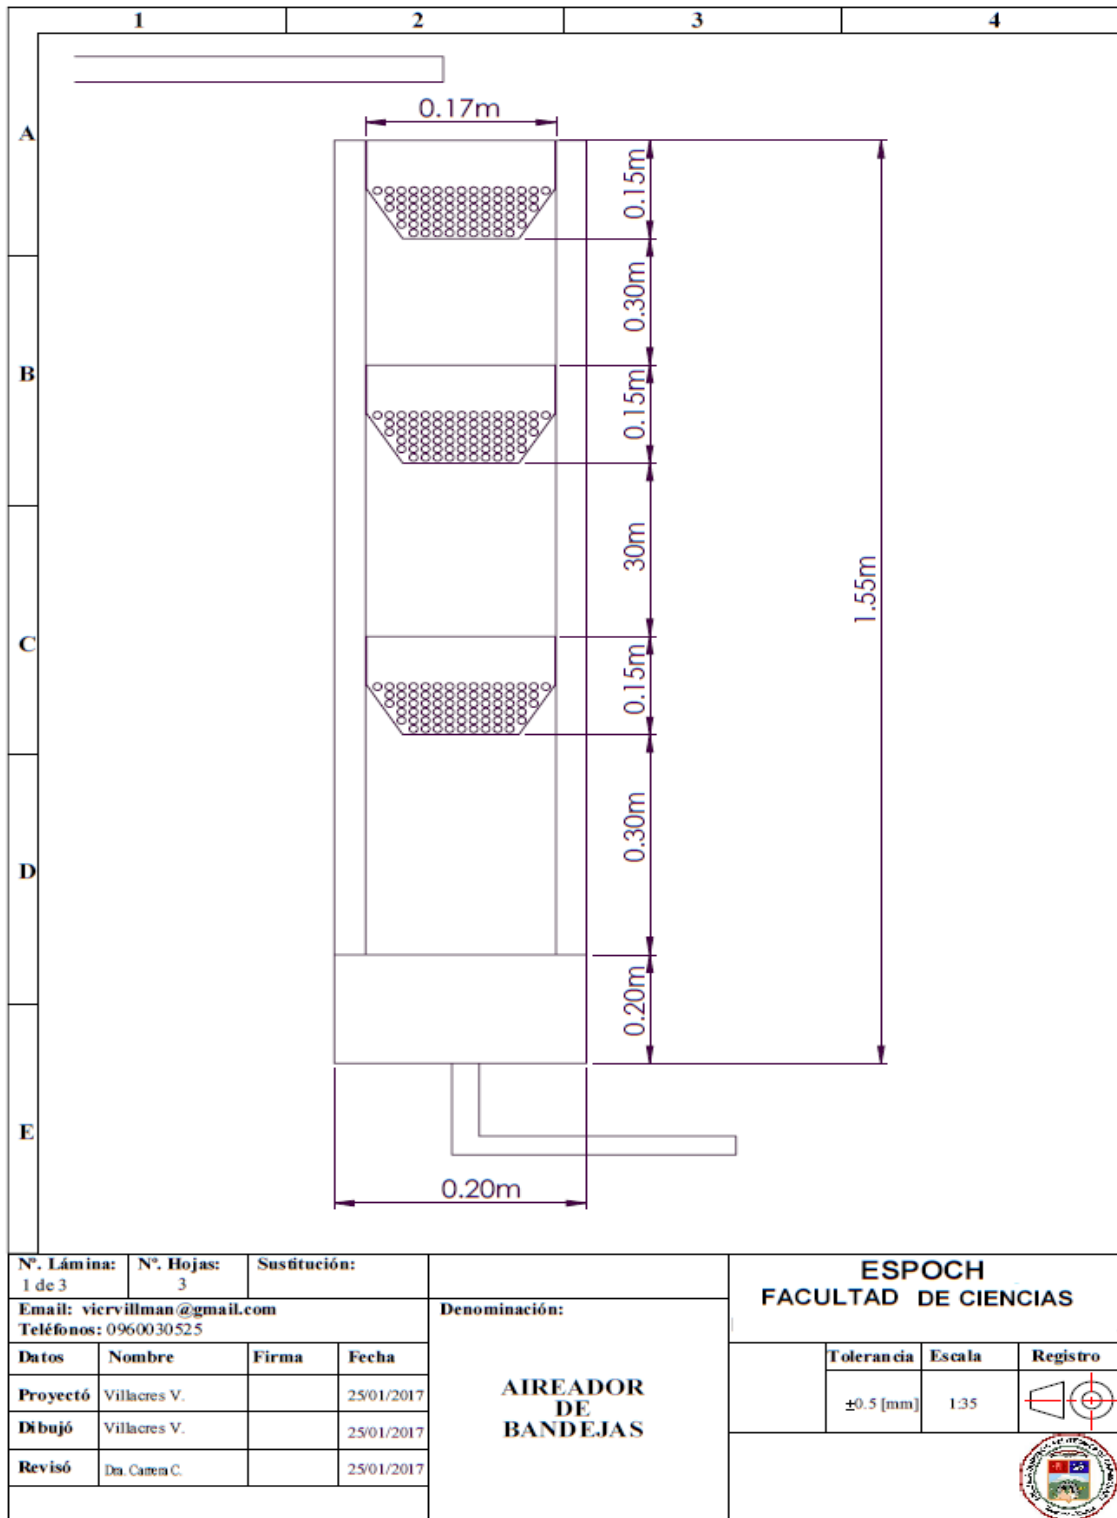 1 2 3 4
A
B
C
D
E
0.17m
0.15m
0.30m
0.15m
30m
0.15m
0.30m
0.20m
1.55m
0.20m
Nº. Lámina: Nº. Hojas: Sustitución:
1 de 3 3
Email: vicrvillman@gmail.com
Teléfonos: 0960030525
Datos Nombre Firma Fecha
Proyectó Villacres V. 25/01/2017
Dibujó Villacres V. 25/01/2017
Revisó Dra. Carrera C. 25/01/2017
Denominación:
AIREADOR
DE
BANDEJAS
ESPOCH
FACULTAD DE CIENCIAS
Tolerancia Escala Registro
±0.5 [mm] 1:35